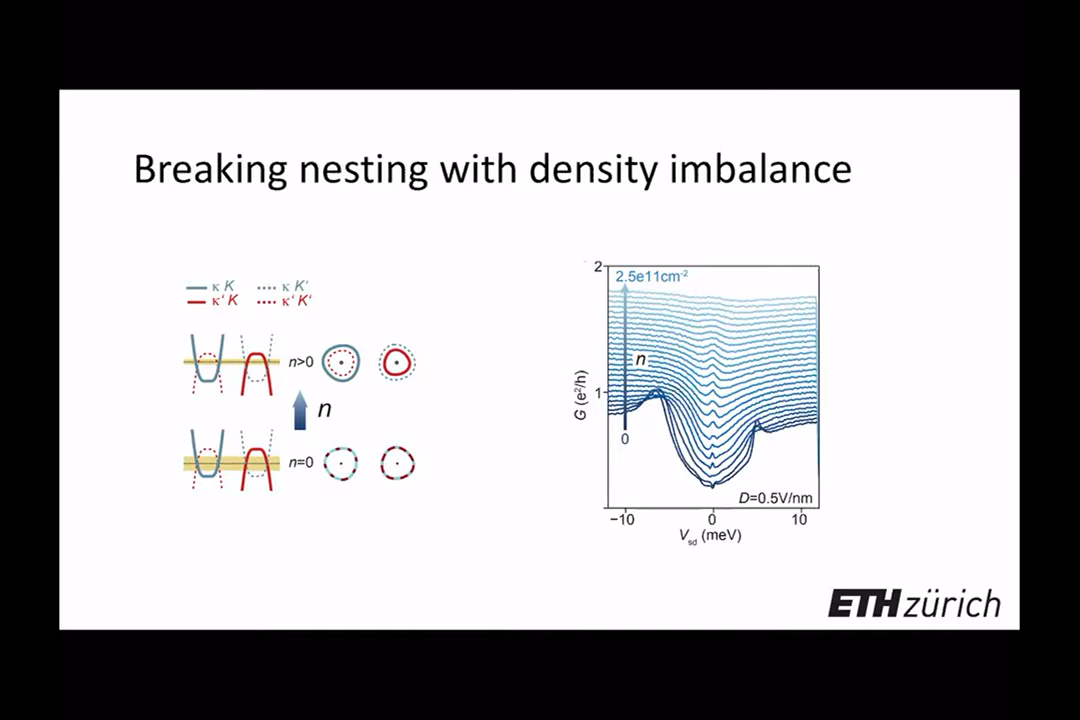 Breaking nesting with density imbalance
κ K κ K'
κ' K κ' K'
n>0
n
n=0
2
2.5e11cm-2
n
1
G (e²/h)
0
D=0.5V/nm
−10 0 10
Vsd (meV)
ETH zürich